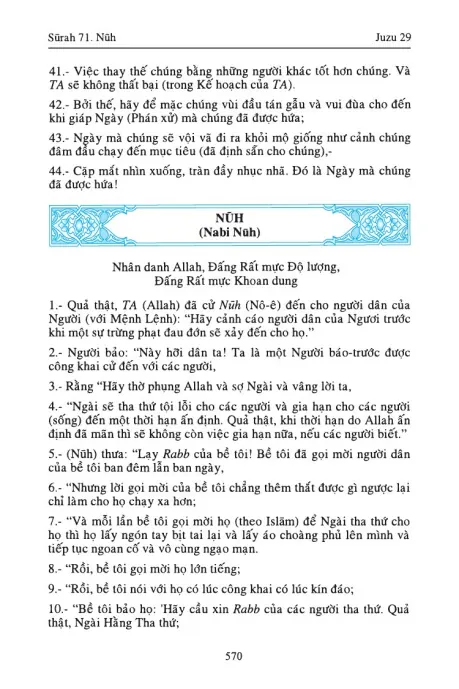 Sūrah 71. Nūh
Juzu 29
41.- Việc thay thế chúng bằng những người khác tốt hơn chúng. Và
TA sẽ không thất bại (trong Kế hoạch của TA).
42.- Bởi thế, hãy để mặc chúng vùi đầu tán gẫu và vui đùa cho đến
khi giáp Ngày (Phán xử) mà chúng đã được hứa;
43.- Ngày mà chúng sẽ vội vã đi ra khỏi mộ giống như cảnh chúng
đâm đầu chạy đến mục tiêu (đã định sẵn cho chúng),-
44.- Cặp mắt nhìn xuống, tràn đầy nhục nhã. Đó là Ngày mà chúng
đã được hứa!
NŪH
(Nabi Nūh)
Nhân danh Allah, Đấng Rất mực Độ lượng,
Đấng Rất mực Khoan dung
1.- Quả thật, TA (Allah) đã cử Nūh (Nô-ê) đến cho người dân của
Người (với Mệnh Lệnh): “Hãy cảnh cáo người dân của Ngươi trước
khi một sự trừng phạt đau đớn sẽ xảy đến cho họ.”
2.- Người bảo: “Này hỡi dân ta! Ta là một Người báo-trước được
công khai cử đến với các người,
3.- Rằng “Hãy thờ phụng Allah và sợ Ngài và vâng lời ta,
4.- “Ngài sẽ tha thứ tội lỗi cho các người và gia hạn cho các người
(sống) đến một thời hạn ấn định. Quả thật, khi thời hạn do Allah ấn
định đã mãn thì sẽ không còn việc gia hạn nữa, nếu các người biết.”
5.- (Nūh) thưa: “Lạy Rabb của bề tôi! Bề tôi đã gọi mời người dân
của bề tôi ban đêm lẫn ban ngày,
6.- “Nhưng lời gọi mời của bề tôi chẳng thêm thắt được gì ngược lại
chỉ làm cho họ chạy xa hơn;
7.- “Và mỗi lần bề tôi gọi mời họ (theo Islām) để Ngài tha thứ cho
họ thì họ lấy ngón tay bịt tai lại và lấy áo choàng phủ lên mình và
tiếp tục ngoan cố và vô cùng ngạo mạn.
8.- “Rồi, bề tôi gọi mời họ lớn tiếng;
9.- “Rồi, bề tôi nói với họ có lúc công khai có lúc kín đáo;
10.- “Bề tôi bảo họ: 'Hãy cầu xin Rabb của các người tha thứ. Quả
thật, Ngài Hằng Tha thứ;
570